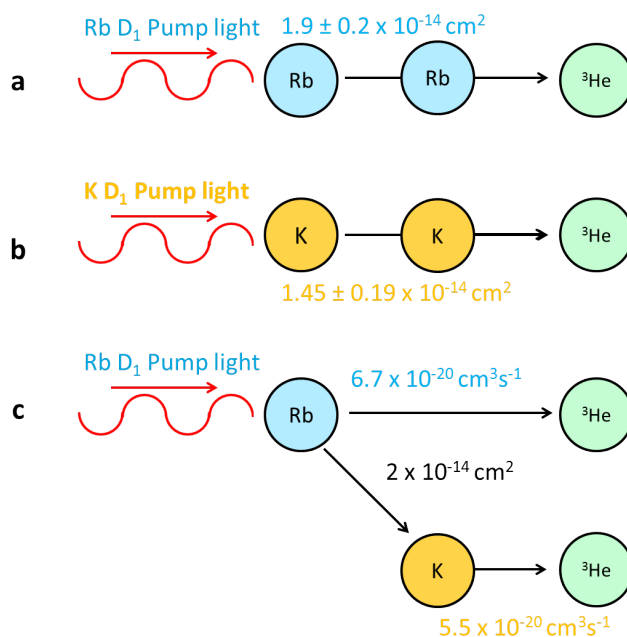 Rb D₁ Pump light
1.9 ± 0.2 x 10⁻¹⁴ cm²
a
Rb
Rb
³He
K D₁ Pump light
b
K
K
³He
1.45 ± 0.19 x 10⁻¹⁴ cm²
Rb D₁ Pump light
6.7 x 10⁻²⁰ cm³s⁻¹
c
Rb
³He
2 x 10⁻¹⁴ cm²
K
³He
5.5 x 10⁻²⁰ cm³s⁻¹